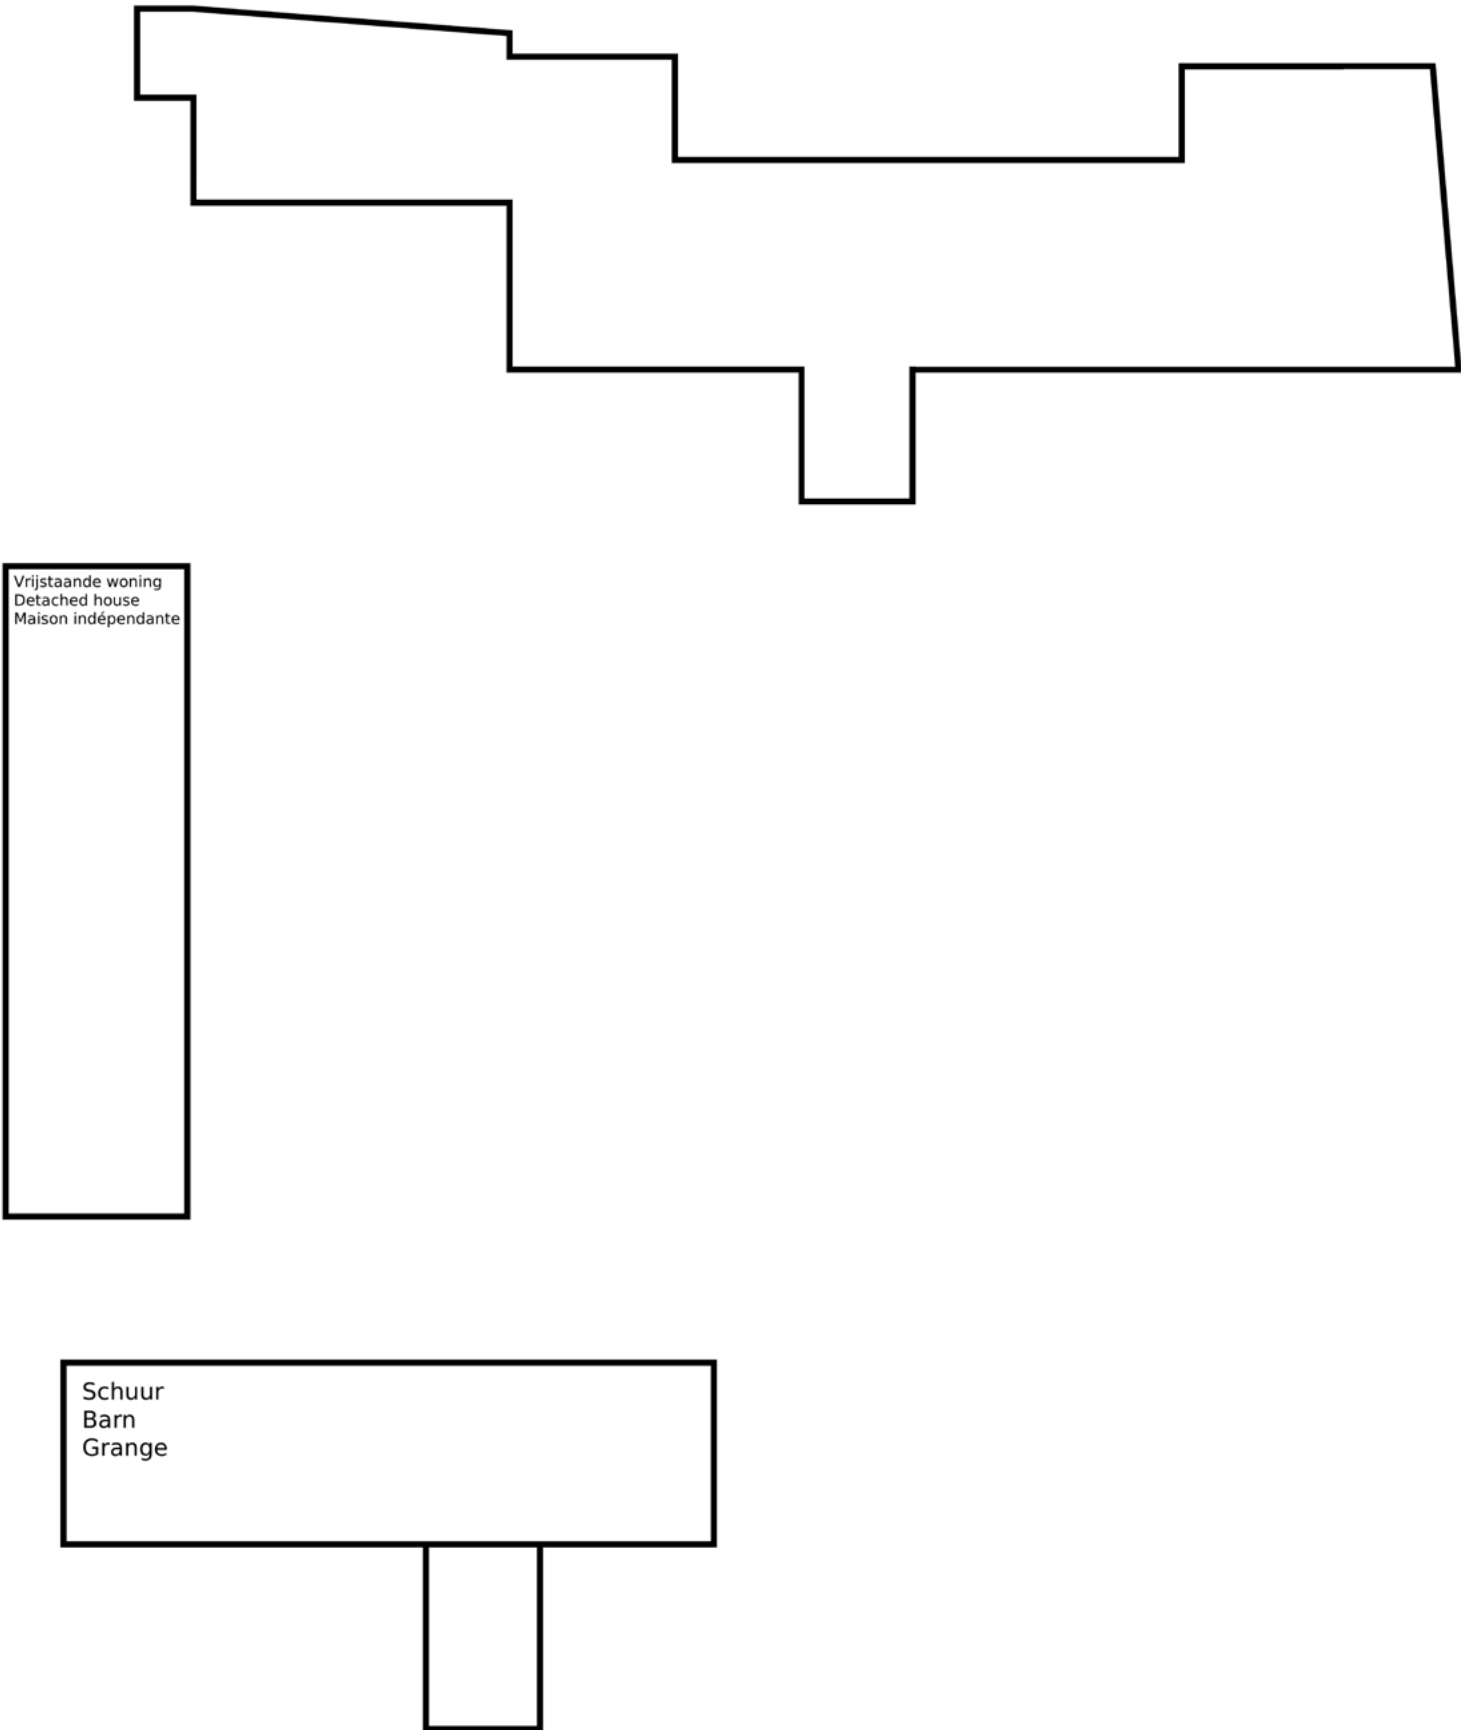 Vrijstaande woning
Detached house
Maison indépendante
Schuur
Barn
Grange